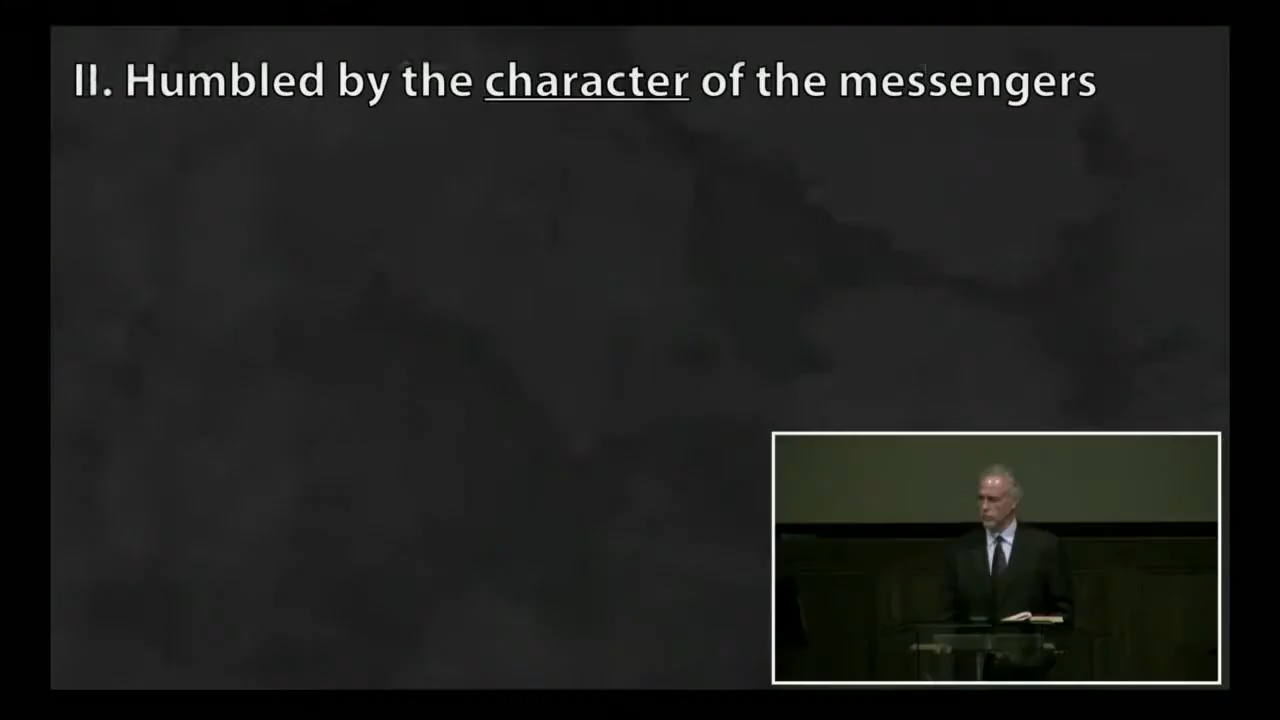 II. Humbled by the character of the messengers